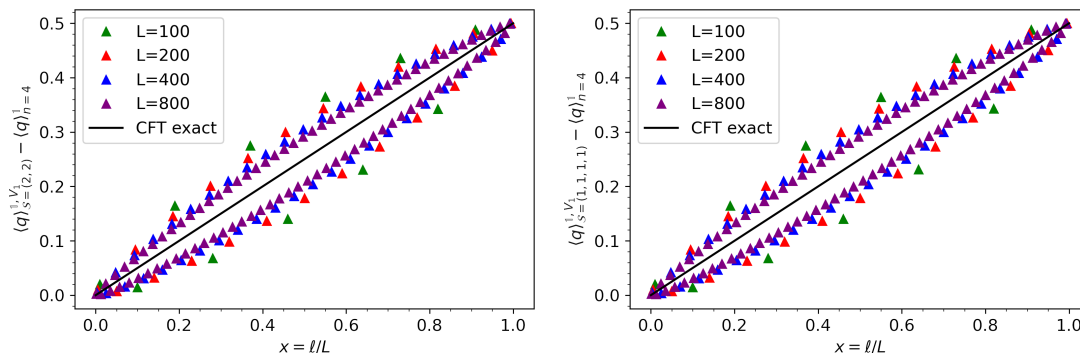 0.5
0.4
0.3
0.2
0.1
0.0
⟨q⟩^{𝟙,V_1}_{S=(2,2)} − ⟨q⟩^{𝟙}_{n=4}
L=100
L=200
L=400
L=800
CFT exact
0.0 0.2 0.4 0.6 0.8 1.0
x = ℓ/L
0.5
0.4
0.3
0.2
0.1
0.0
⟨q⟩^{𝟙,V_1}_{S=(1,1,1,1)} − ⟨q⟩^{𝟙}_{n=4}
L=100
L=200
L=400
L=800
CFT exact
0.0 0.2 0.4 0.6 0.8 1.0
x = ℓ/L